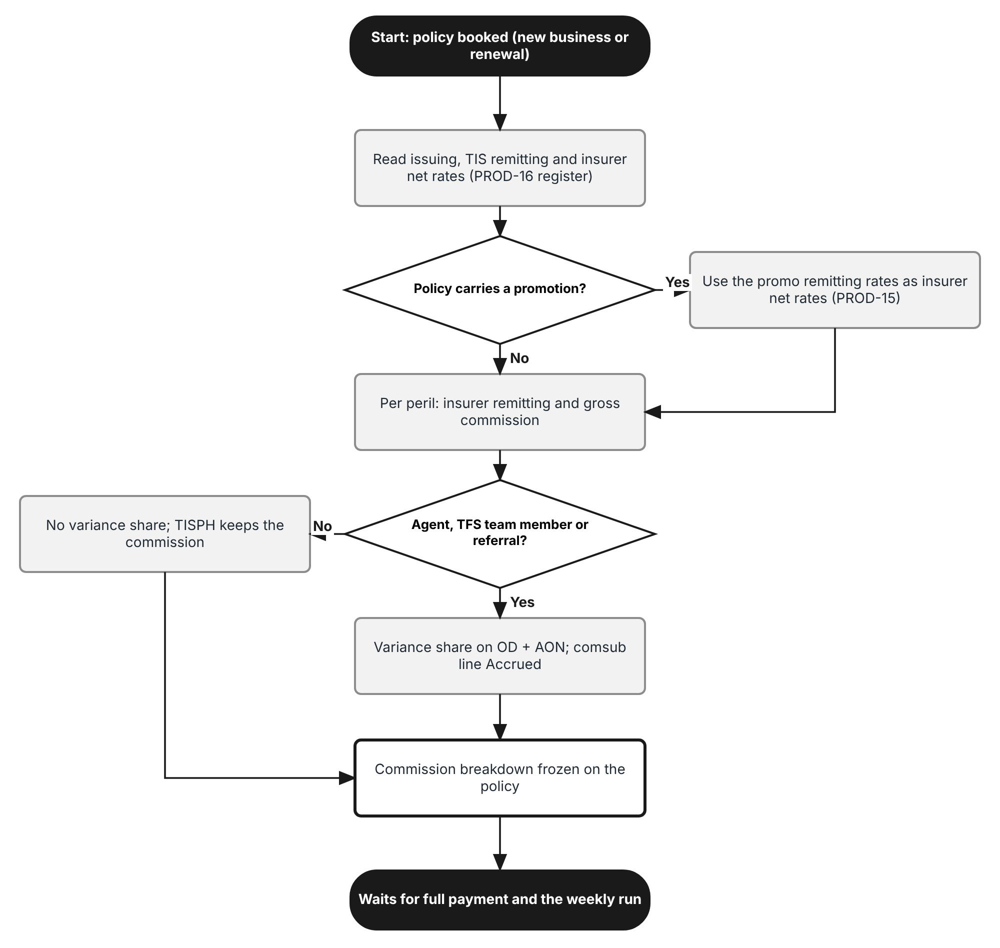 Start: policy booked (new business or
renewal)
Read issuing, TIS remitting and insurer
net rates (PROD-16 register)
Policy carries a promotion?
Yes
Use the promo remitting rates as insurer
net rates (PROD-15)
No
Per peril: insurer remitting and gross
commission
Agent, TFS team member or
referral?
No
No variance share; TISPH keeps the
commission
Yes
Variance share on OD + AON; comsub
line Accrued
Commission breakdown frozen on the
policy
Waits for full payment and the weekly run